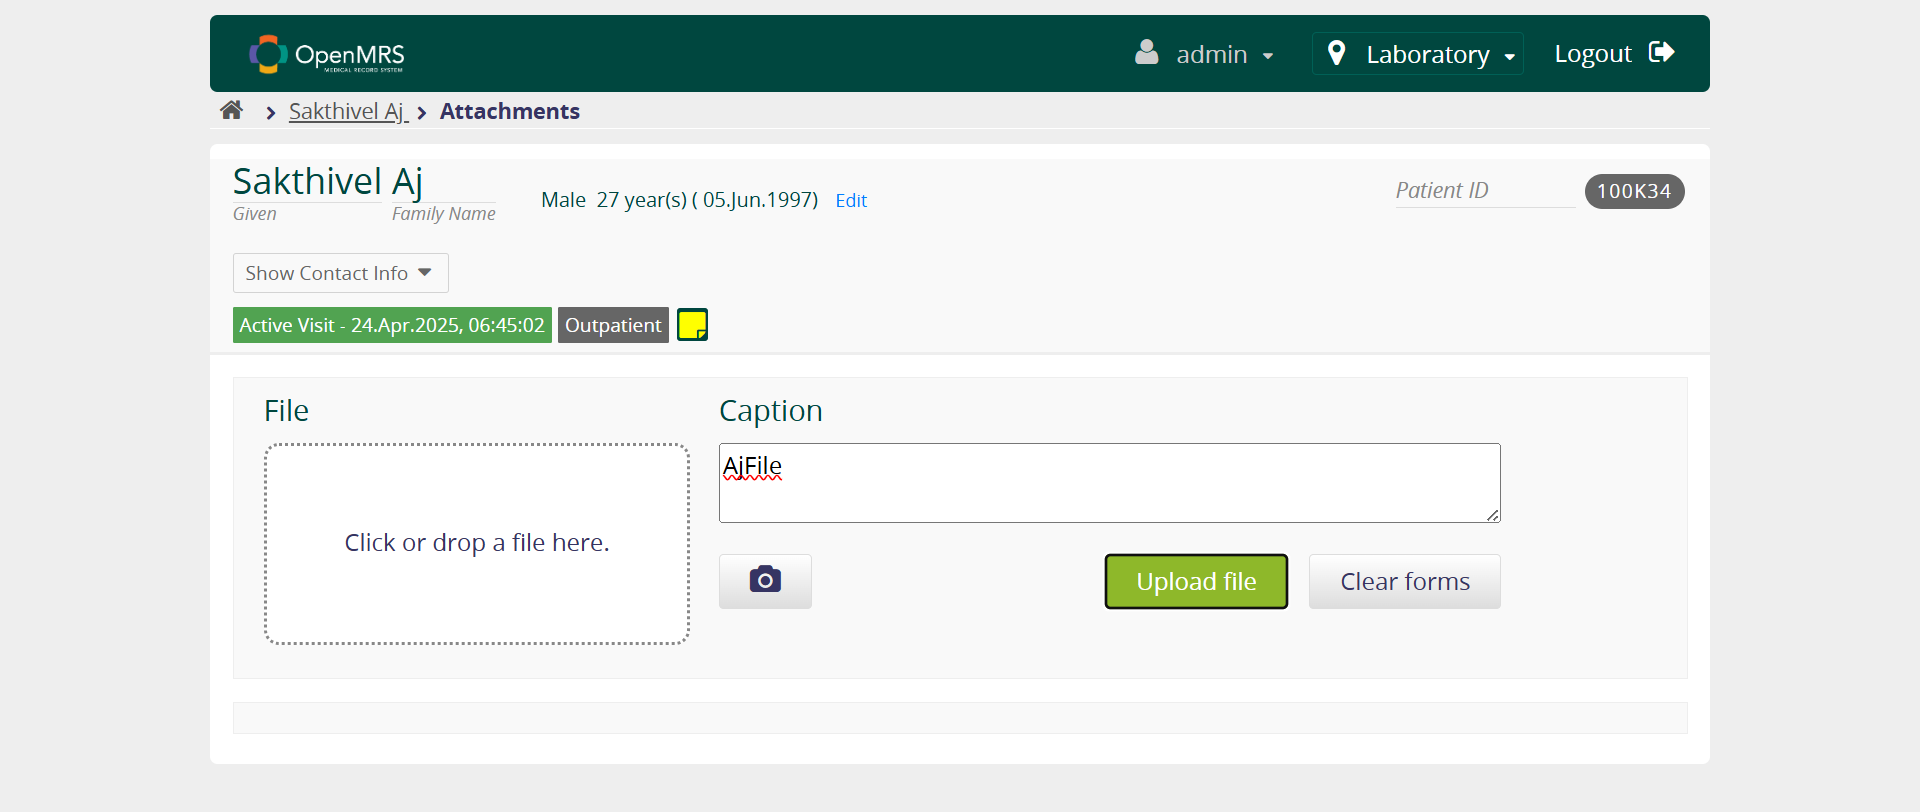 OpenMRS
MEDICAL RECORD SYSTEM
admin
Laboratory
Logout
Sakthivel Aj
Attachments
Sakthivel Aj
Given
Family Name
Male 27 year(s) ( 05.Jun.1997) Edit
Patient ID
100K34
Show Contact Info
Active Visit - 24.Apr.2025, 06:45:02
Outpatient
File
Click or drop a file here.
Caption
AjFile
Upload file
Clear forms